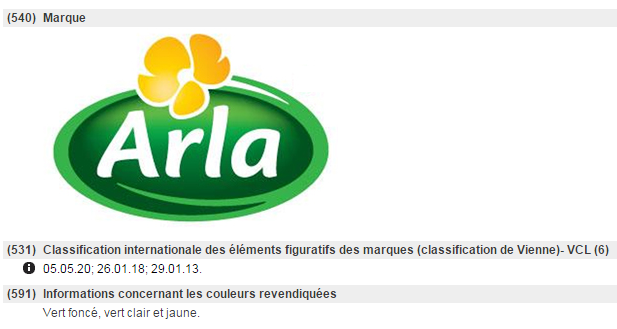 (540) Marque
Arla
(531) Classification internationale des éléments figuratifs des marques (classification de Vienne)- VCL (6)
05.05.20; 26.01.18; 29.01.13.
(591) Informations concernant les couleurs revendiquées
Vert foncé, vert clair et jaune.